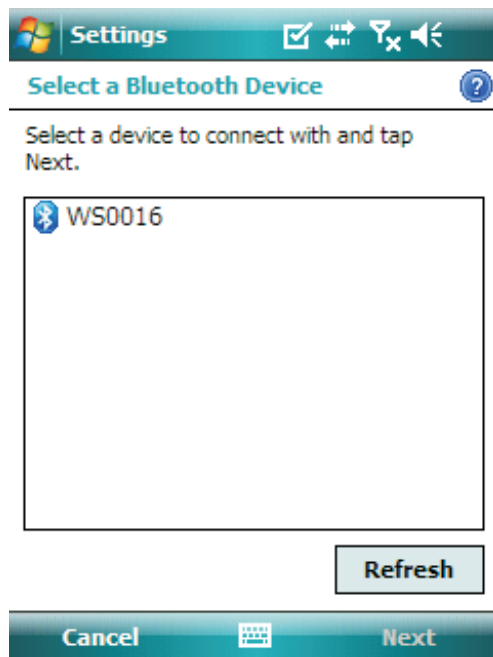 Settings
Select a Bluetooth Device
?
Select a device to connect with and tap
Next.
WS0016
Refresh
Cancel Next